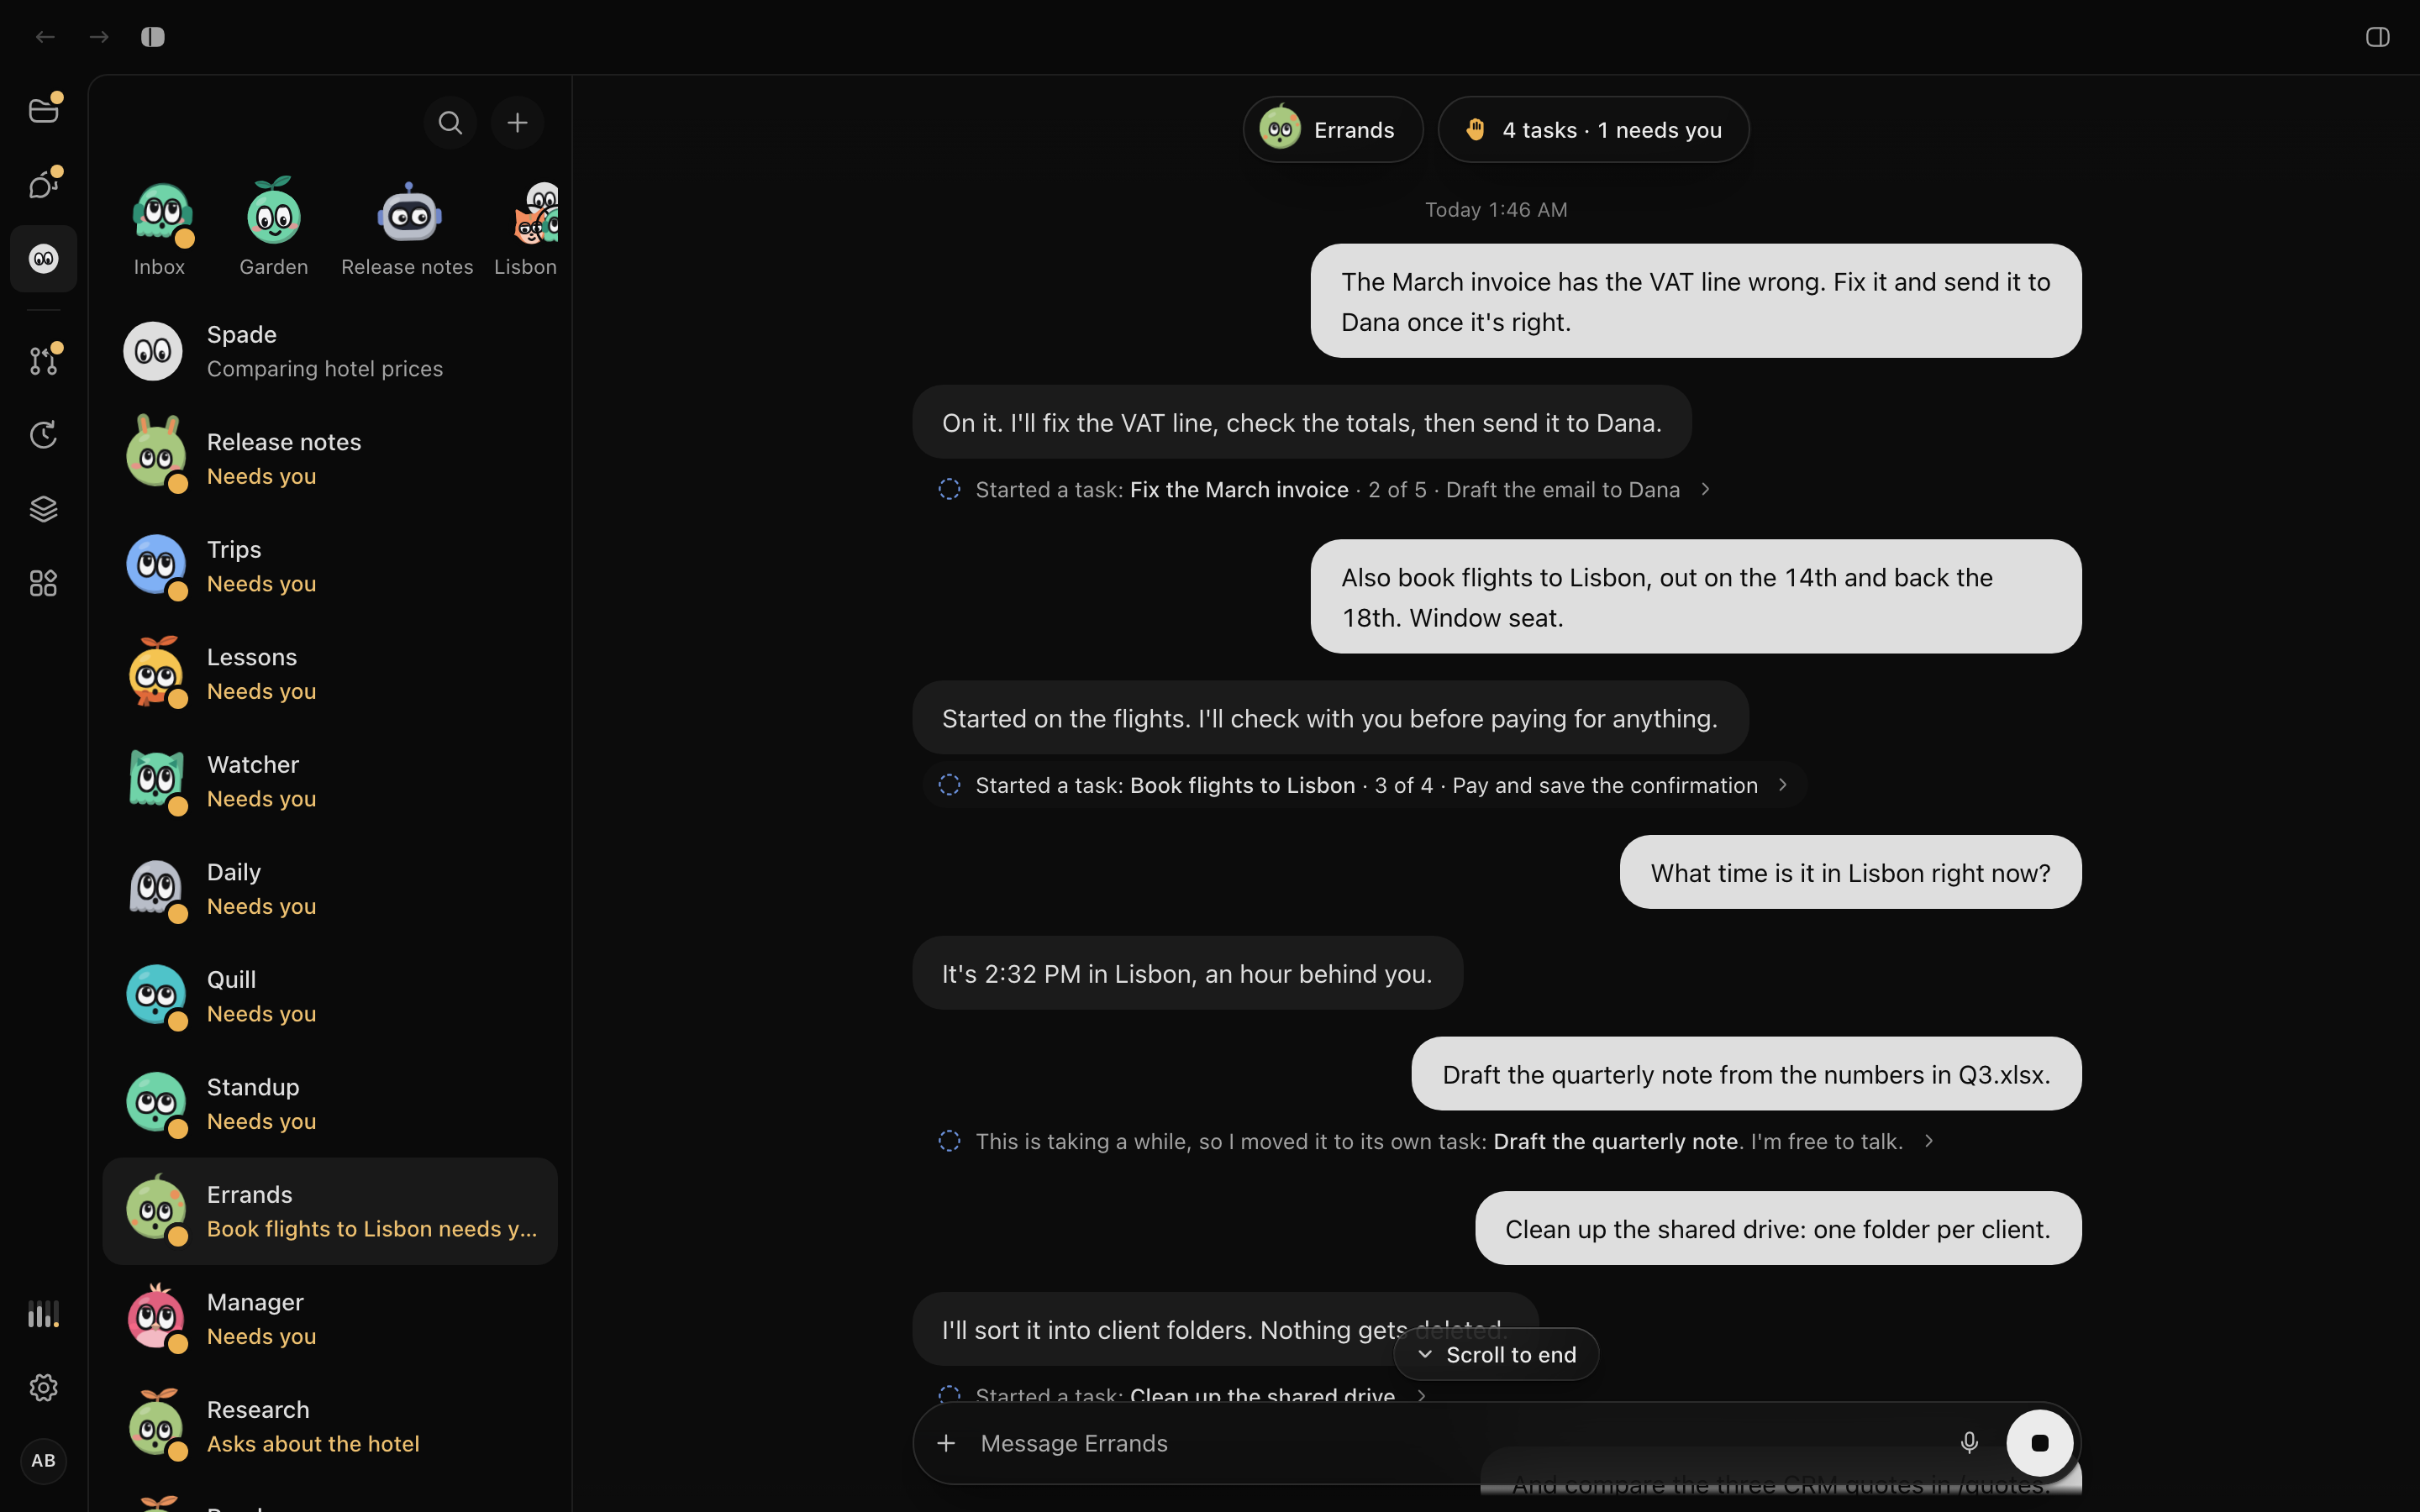 Inbox
Garden
Release notes
Lisbon
Spade
Comparing hotel prices
Release notes
Needs you
Trips
Needs you
Lessons
Needs you
Watcher
Needs you
Daily
Needs you
Quill
Needs you
Standup
Needs you
Errands
Book flights to Lisbon needs y...
Manager
Needs you
Research
Asks about the hotel
AB
Errands
4 tasks · 1 needs you
Today 1:46 AM
The March invoice has the VAT line wrong. Fix it and send it to
Dana once it's right.
On it. I'll fix the VAT line, check the totals, then send it to Dana.
Started a task: Fix the March invoice · 2 of 5 · Draft the email to Dana
Also book flights to Lisbon, out on the 14th and back the
18th. Window seat.
Started on the flights. I'll check with you before paying for anything.
Started a task: Book flights to Lisbon · 3 of 4 · Pay and save the confirmation
What time is it in Lisbon right now?
It's 2:32 PM in Lisbon, an hour behind you.
Draft the quarterly note from the numbers in Q3.xlsx.
This is taking a while, so I moved it to its own task: Draft the quarterly note. I'm free to talk.
Clean up the shared drive: one folder per client.
I'll sort it into client folders. Nothing gets deleted.
Scroll to end
Started a task: Clean up the shared drive
Message Errands
And compare the three CRM quotes in /quotes.